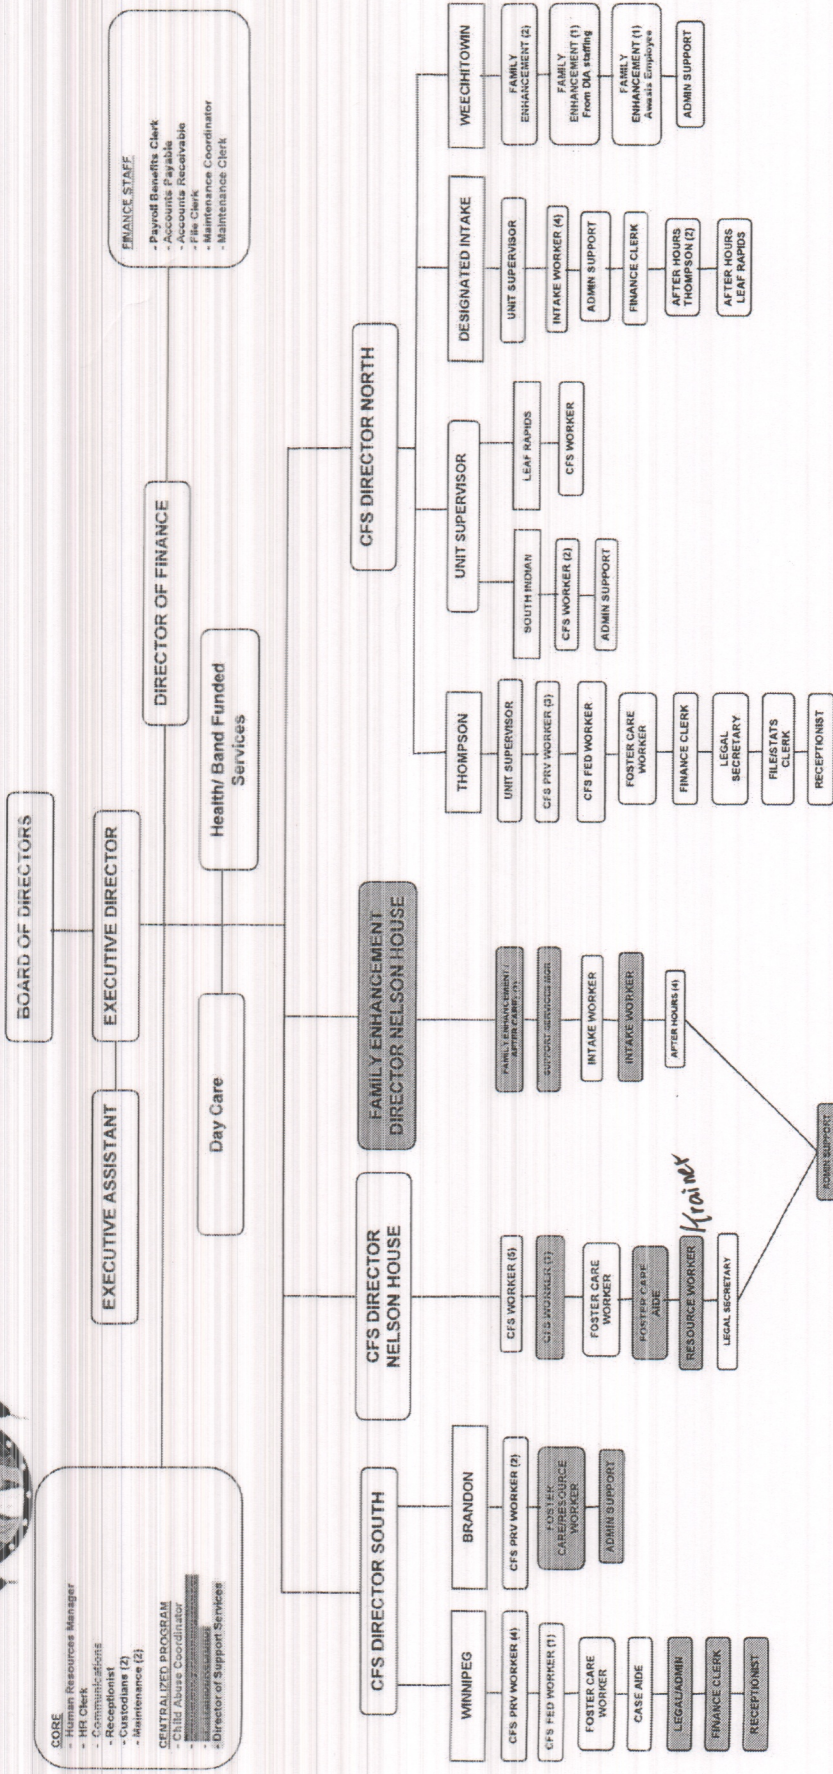 BOARD OF DIRECTORS
EXECUTIVE ASSISTANT
EXECUTIVE DIRECTOR
DIRECTOR OF FINANCE
CORE
- Human Resources Manager
- HR Clerk
- Communications
- Receptionist
- Custodians (2)
- Maintenance (2)
CENTRALIZED PROGRAM
- Child Abuse Coordinator
- Director of Support Services
FINANCE STAFF
- Payroll Benefits Clerk
- Accounts Payable
- Accounts Receivable
- File Clerk
- Maintenance Coordinator
- Maintenance Clerk
Day Care
Health/ Band Funded
Services
CFS DIRECTOR SOUTH
WINNIPEG
CFS PRV WORKER (4)
CFS FED WORKER (1)
FOSTER CARE
WORKER
CASE AIDE
LEGAL/ADMIN
FINANCE CLERK
RECEPTIONIST
BRANDON
CFS PRV WORKER (2)
FOSTER
CARE/RESOURCE
WORKER
ADMIN SUPPORT
CFS DIRECTOR
NELSON HOUSE
CFS WORKER (5)
CFS WORKER
FOSTER CARE
WORKER
FOSTER CARE
AIDE
RESOURCE WORKER
LEGAL SECRETARY
FAMILY ENHANCEMENT
DIRECTOR NELSON HOUSE
FAMILY ENHANCEMENT /
AFTER CARE
SUPPORT SERVICES MGR
INTAKE WORKER
INTAKE WORKER
AFTER HOURS (4)
ADMIN SUPPORT
CFS DIRECTOR NORTH
THOMPSON
UNIT SUPERVISOR
CFS PRV WORKER (3)
CFS FED WORKER
FOSTER CARE
WORKER
FINANCE CLERK
LEGAL
SECRETARY
FILE/STATS
CLERK
RECEPTIONIST
UNIT SUPERVISOR
SOUTH INDIAN
CFS WORKER (2)
ADMIN SUPPORT
LEAF RAPIDS
CFS WORKER
DESIGNATED INTAKE
UNIT SUPERVISOR
INTAKE WORKER (4)
ADMIN SUPPORT
FINANCE CLERK
AFTER HOURS
THOMPSON (2)
AFTER HOURS
LEAF RAPIDS
WEECIHITOWIN
FAMILY
ENHANCEMENT (2)
FAMILY
ENHANCEMENT (1)
From DIA staffing
FAMILY
ENHANCEMENT (1)
Awasis Employee
ADMIN SUPPORT